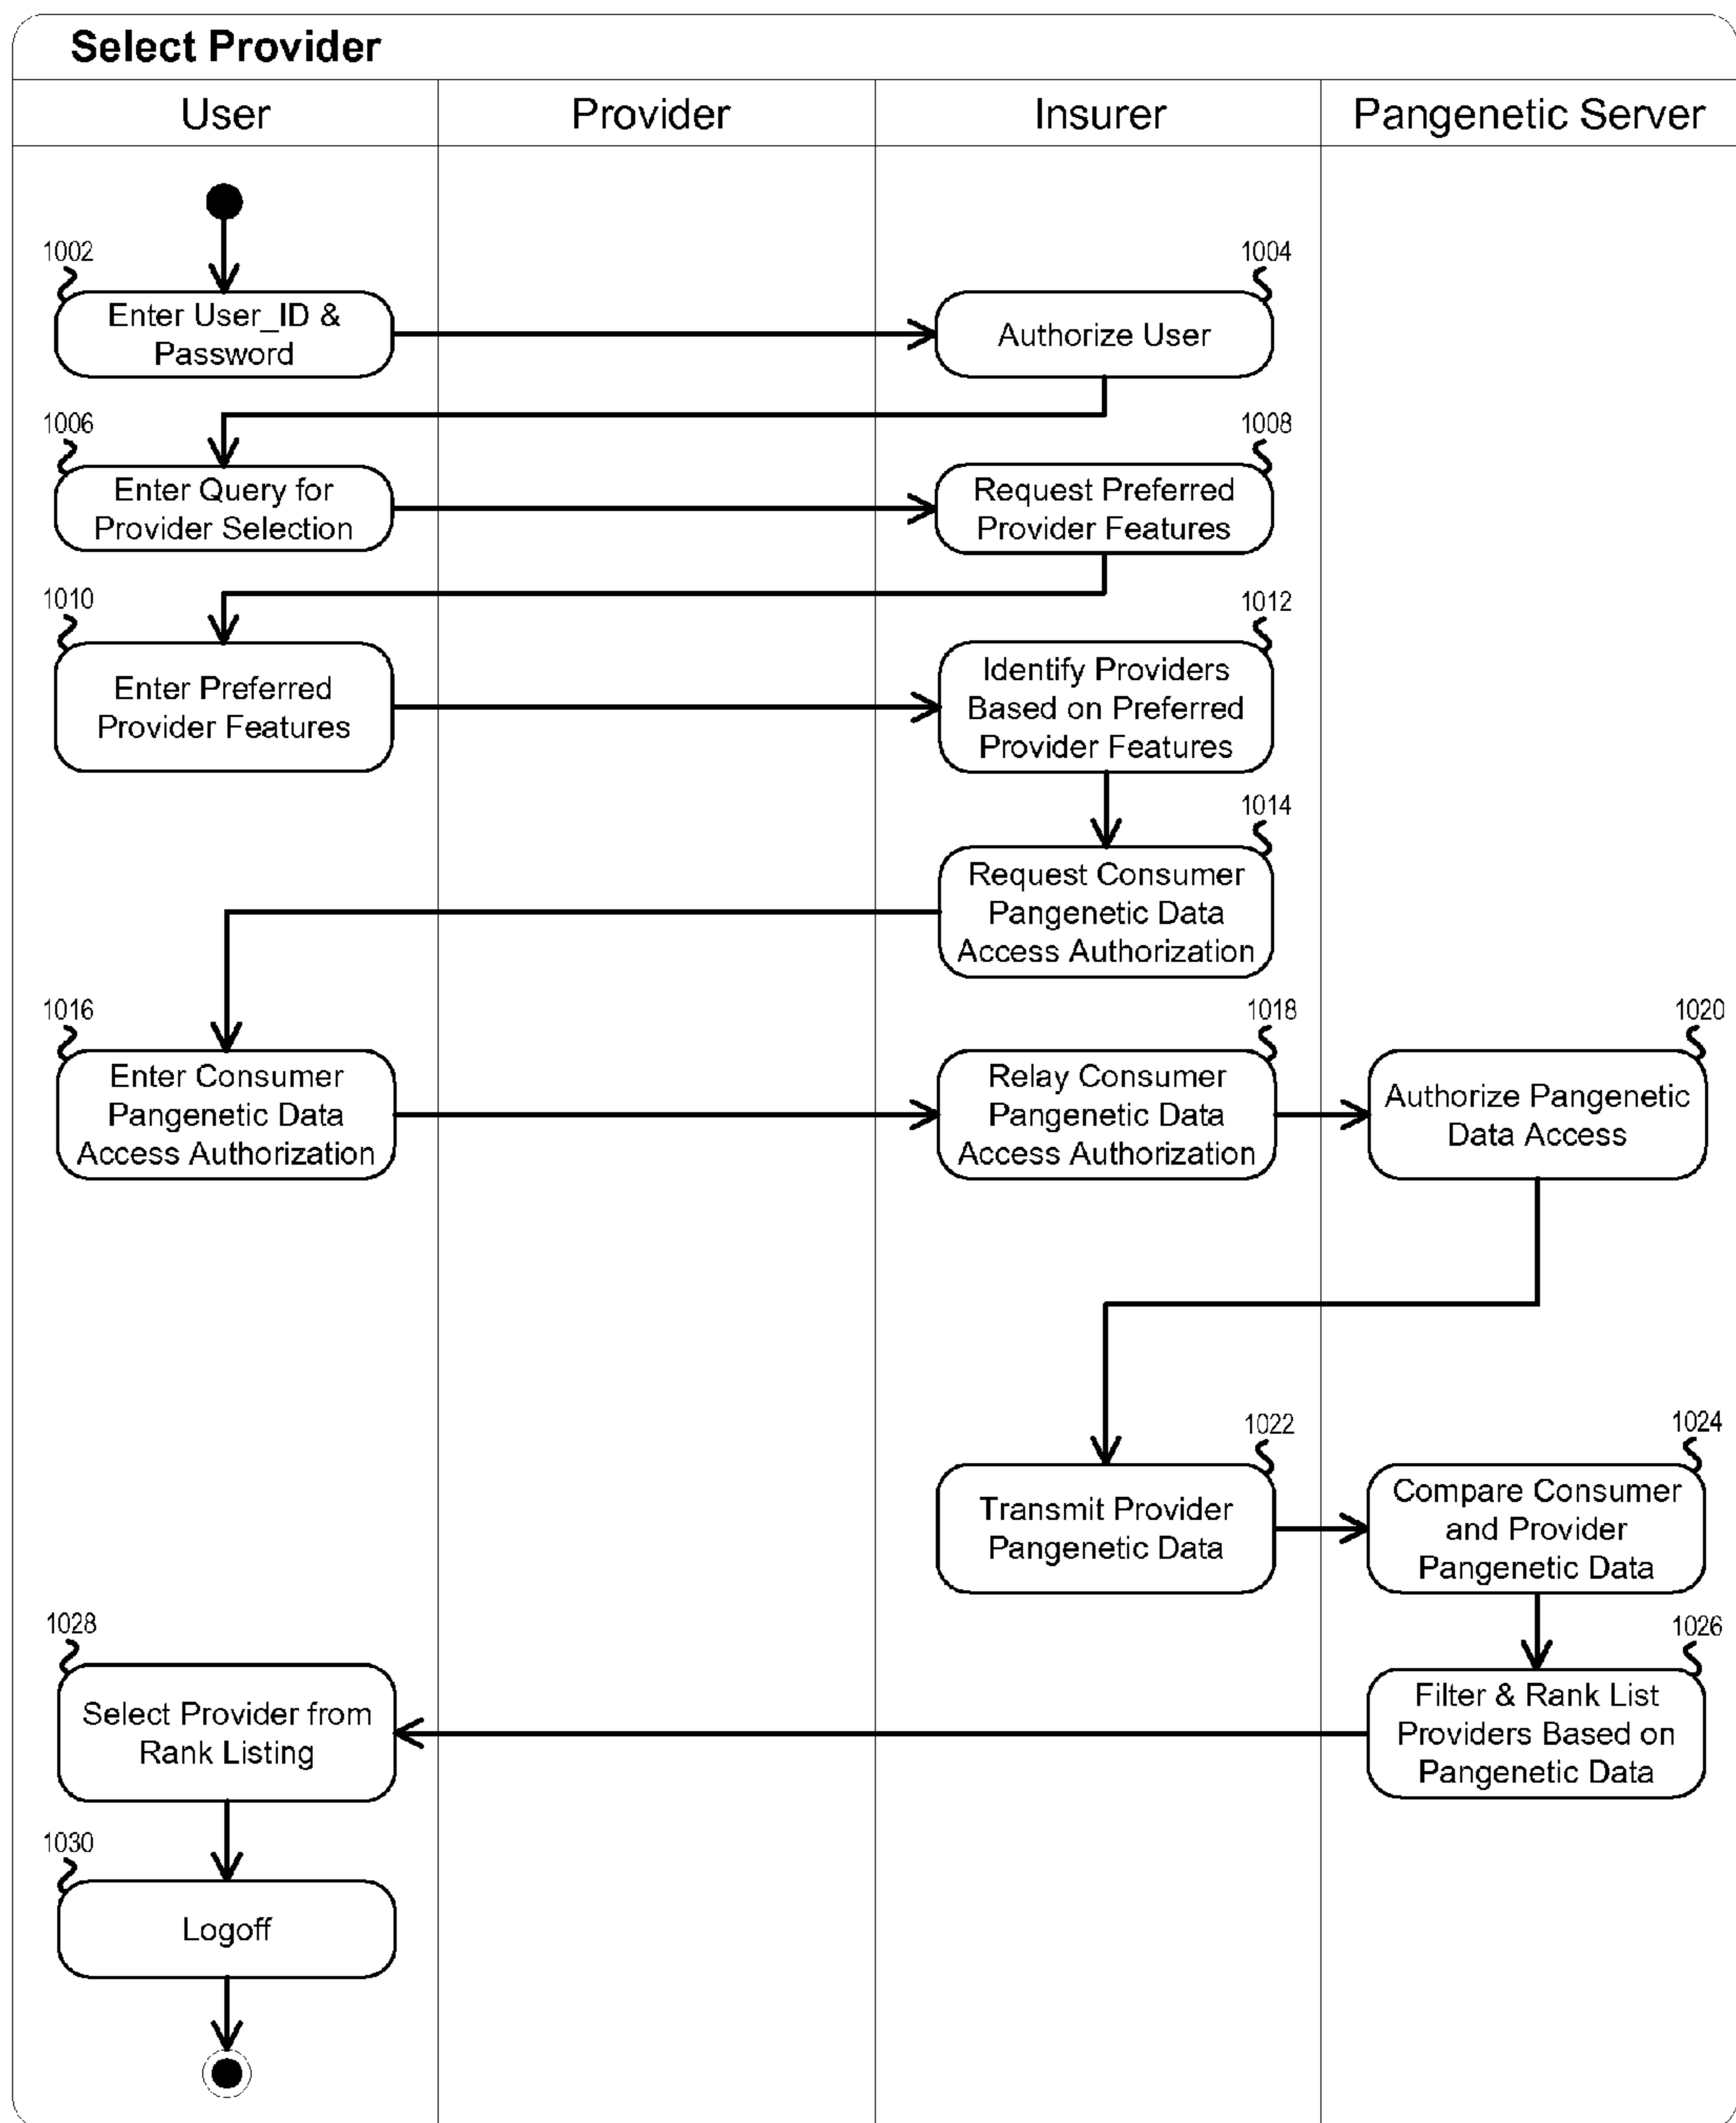 Select Provider
User
Provider
Insurer
Pangenetic Server
1002
Enter User_ID &
Password
1004
Authorize User
1006
Enter Query for
Provider Selection
1008
Request Preferred
Provider Features
1010
Enter Preferred
Provider Features
1012
Identify Providers
Based on Preferred
Provider Features
1014
Request Consumer
Pangenetic Data
Access Authorization
1016
Enter Consumer
Pangenetic Data
Access Authorization
1018
Relay Consumer
Pangenetic Data
Access Authorization
1020
Authorize Pangenetic
Data Access
1022
Transmit Provider
Pangenetic Data
1024
Compare Consumer
and Provider
Pangenetic Data
1026
Filter & Rank List
Providers Based on
Pangenetic Data
1028
Select Provider from
Rank Listing
1030
Logoff